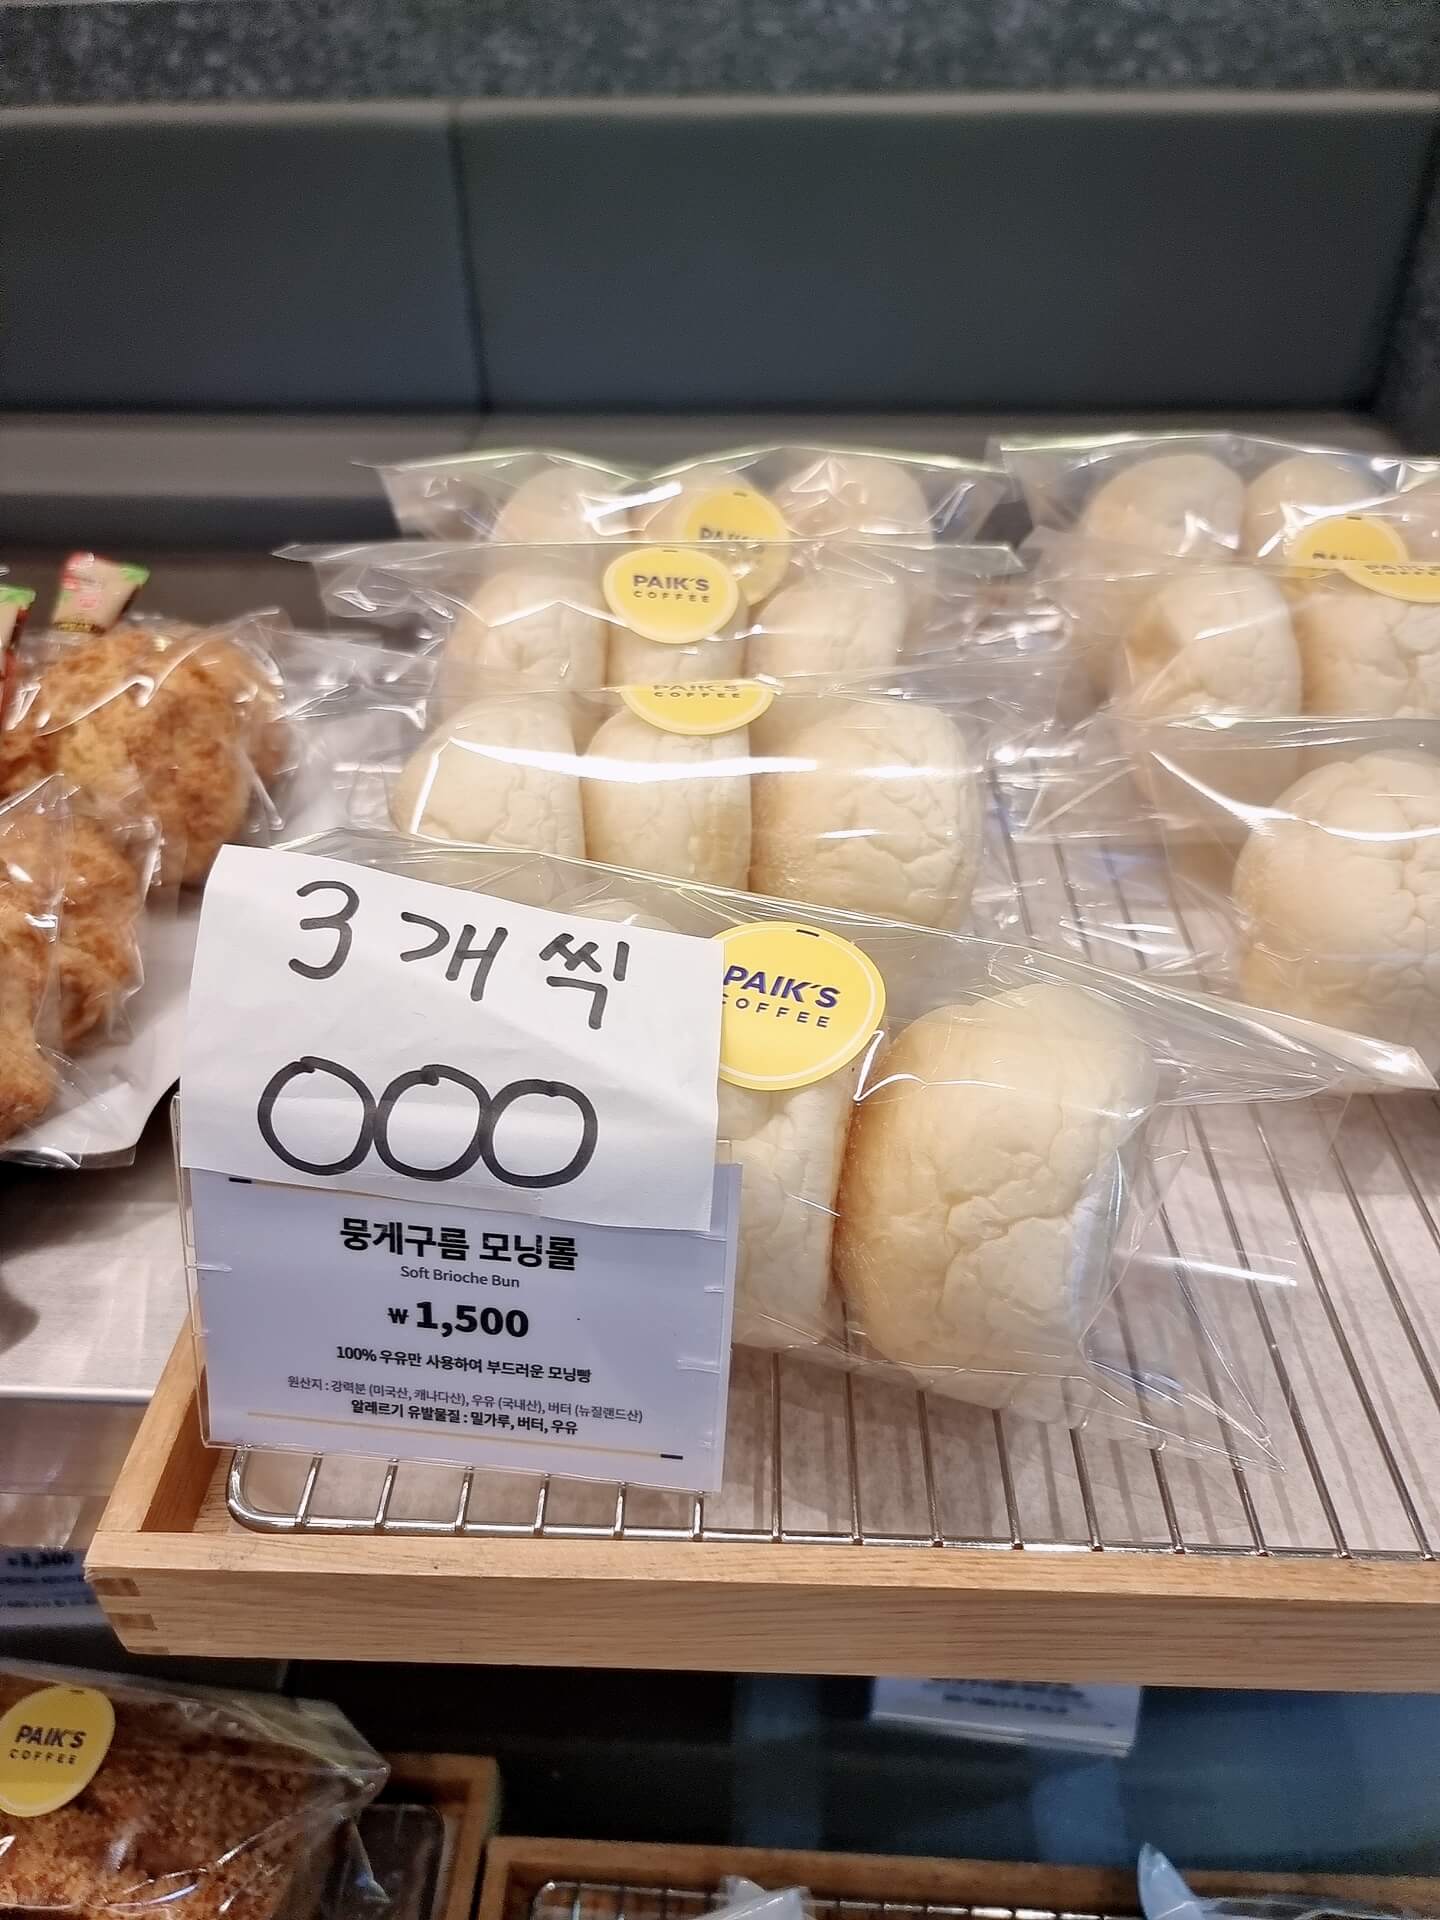 PAIK'S
COFFEE
PAIK'S
COFFEE
3개씩
PAIK'S
COFFEE
뭉게구름 모닝롤
Soft Brioche Bun
₩1,500
100% 우유만 사용하여 부드러운 모닝빵
원산지 : 강력분 (미국산, 캐나다산), 우유 (국내산), 버터 (뉴질랜드산)
알레르기 유발물질 : 밀가루, 버터, 우유
PAIK'S
COFFEE